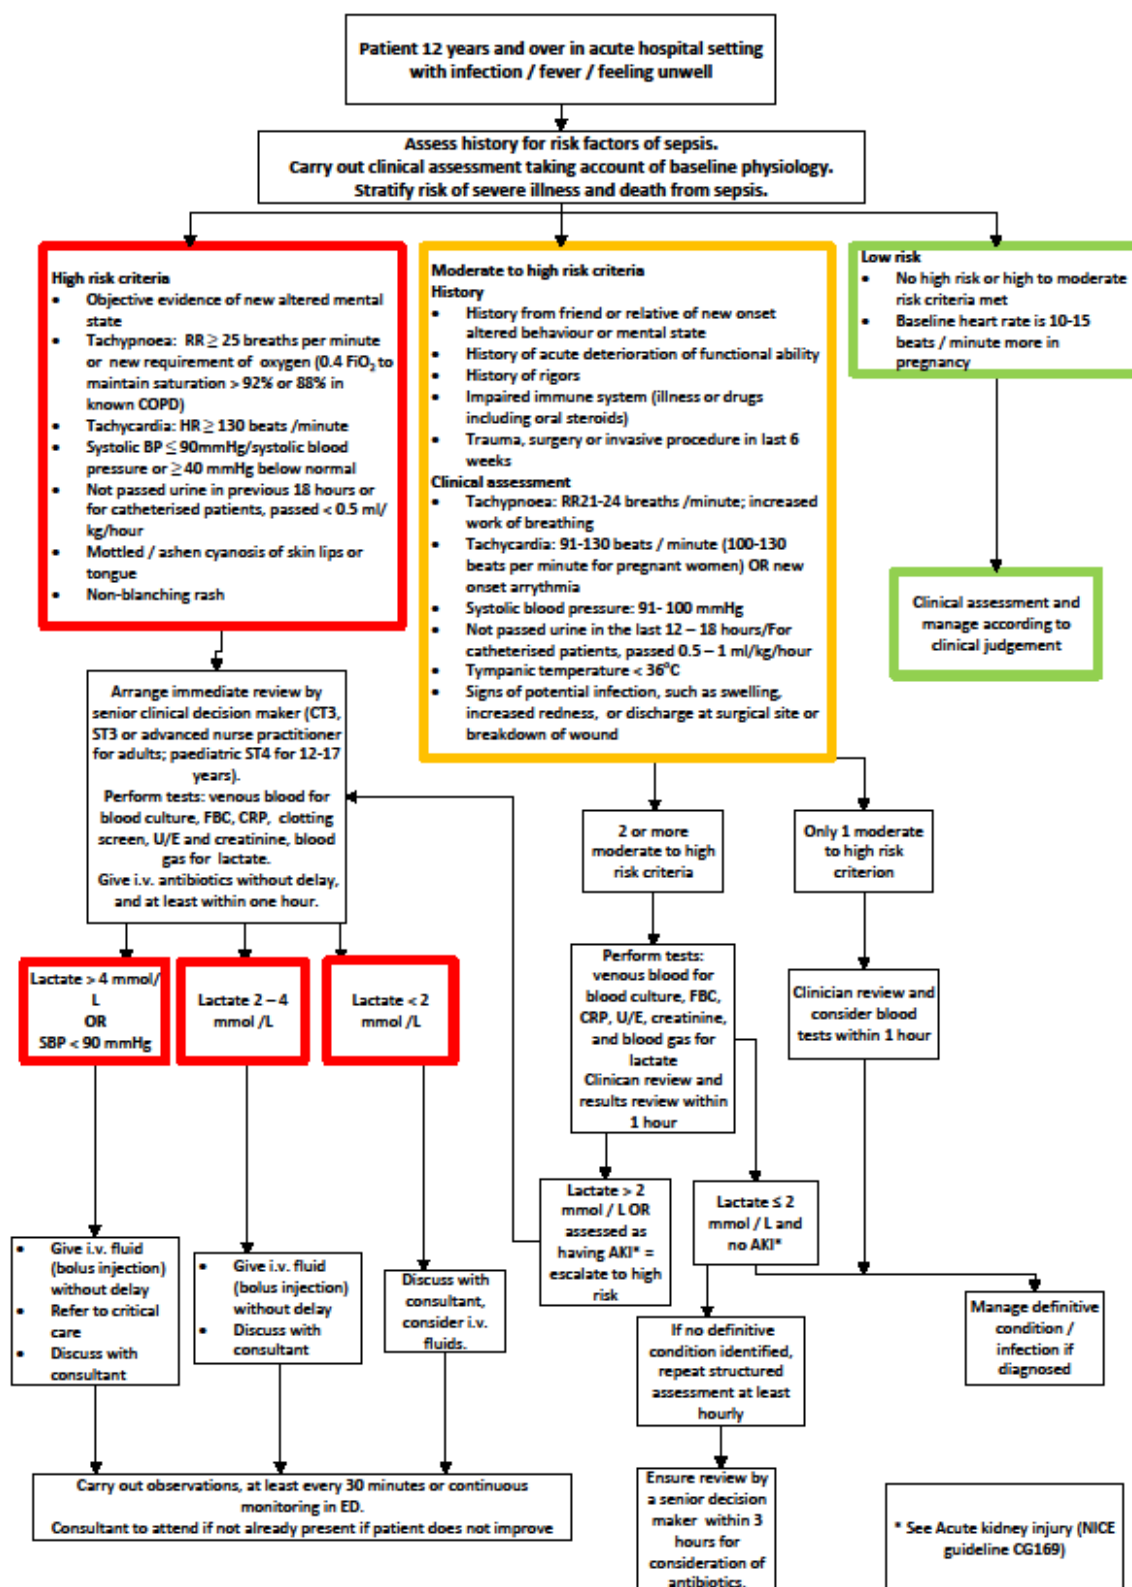 Patient 12 years and over in acute hospital setting
with infection / fever / feeling unwell
Assess history for risk factors of sepsis.
Carry out clinical assessment taking account of baseline physiology.
Stratify risk of severe illness and death from sepsis.
High risk criteria
• Objective evidence of new altered mental
state
• Tachypnoea: RR ≥ 25 breaths per minute
or new requirement of oxygen (0.4 FiO₂ to
maintain saturation > 92% or 88% in
known COPD)
• Tachycardia: HR ≥ 130 beats /minute
• Systolic BP ≤ 90mmHg/systolic blood
pressure or ≥ 40 mmHg below normal
• Not passed urine in previous 18 hours or
for catheterised patients, passed < 0.5 ml/
kg/hour
• Mottled / ashen cyanosis of skin lips or
tongue
• Non-blanching rash
Moderate to high risk criteria
History
• History from friend or relative of new onset
altered behaviour or mental state
• History of acute deterioration of functional ability
• History of rigors
• Impaired immune system (illness or drugs
including oral steroids)
• Trauma, surgery or invasive procedure in last 6
weeks
Clinical assessment
• Tachypnoea: RR21-24 breaths /minute; increased
work of breathing
• Tachycardia: 91-130 beats / minute (100-130
beats per minute for pregnant women) OR new
onset arrytmia
• Systolic blood pressure: 91- 100 mmHg
• Not passed urine in the last 12 – 18 hours/For
catheterised patients, passed 0.5 – 1 ml/kg/hour
• Tympanic temperature < 36°C
• Signs of potential infection, such as swelling,
increased redness, or discharge at surgical site or
breakdown of wound
Low risk
• No high risk or high to moderate
risk criteria met
• Baseline heart rate is 10-15
beats / minute more in
pregnancy
Clinical assessment and
manage according to
clinical judgement
Arrange immediate review by
senior clinical decision maker (CT3,
ST3 or advanced nurse practitioner
for adults; paediatric ST4 for 12-17
years).
Perform tests: venous blood for
blood culture, FBC, CRP, clotting
screen, U/E and creatinine, blood
gas for lactate.
Give i.v. antibiotics without delay,
and at least within one hour.
2 or more
moderate to high
risk criteria
Only 1 moderate
to high risk
criterion
Lactate > 4 mmol/
L
OR
SBP < 90 mmHg
Lactate 2 – 4
mmol /L
Lactate < 2
mmol /L
Perform tests:
venous blood for
blood culture, FBC,
CRP, U/E, creatinine,
and blood gas for
lactate
Clinican review and
results review within
1 hour
Clinician review and
consider blood
tests within 1 hour
Lactate > 2
mmol / L OR
assessed as
having AKI* =
escalate to high
risk
Lactate ≤ 2
mmol / L and
no AKI*
• Give i.v. fluid
(bolus injection)
without delay
• Refer to critical
care
• Discuss with
consultant
• Give i.v. fluid
(bolus injection)
without delay
• Discuss with
consultant
Discuss with
consultant,
consider i.v.
fluids.
If no definitive
condition identified,
repeat structured
assessment at least
hourly
Manage definitive
condition /
infection if
diagnosed
Carry out observations, at least every 30 minutes or continuous
monitoring in ED.
Consultant to attend if not already present if patient does not improve
Ensure review by
a senior decision
maker within 3
hours for
consideration of
antibiotics.
* See Acute kidney injury (NICE
guideline CG169)